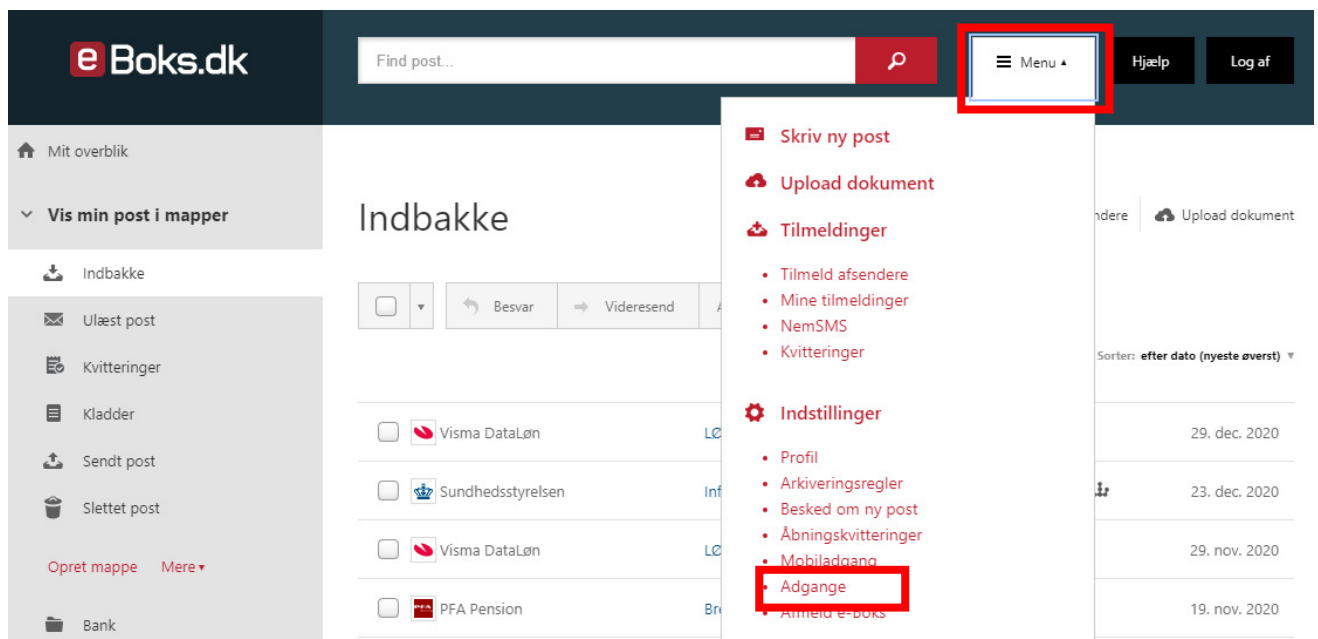 e Boks.dk
Find post...
Menu
Hjælp
Log af
Mit overblik
Vis min post i mapper
Indbakke
Ulæst post
Kvitteringer
Kladder
Sendt post
Slettet post
Opret mappe Mere
Bank
Indbakke
Upload dokument
Besvar
Videresend
Sorter: efter dato (nyeste øverst)
Visma DataLøn
29. dec. 2020
Sundhedsstyrelsen
23. dec. 2020
Visma DataLøn
29. nov. 2020
PFA Pension
19. nov. 2020
Skriv ny post
Upload dokument
Tilmeldinger
Tilmeld afsendere
Mine tilmeldinger
NemSMS
Kvitteringer
Indstillinger
Profil
Arkiveringsregler
Besked om ny post
Åbningskvitteringer
Mobiladgang
Adgange
Afmeld e-Boks